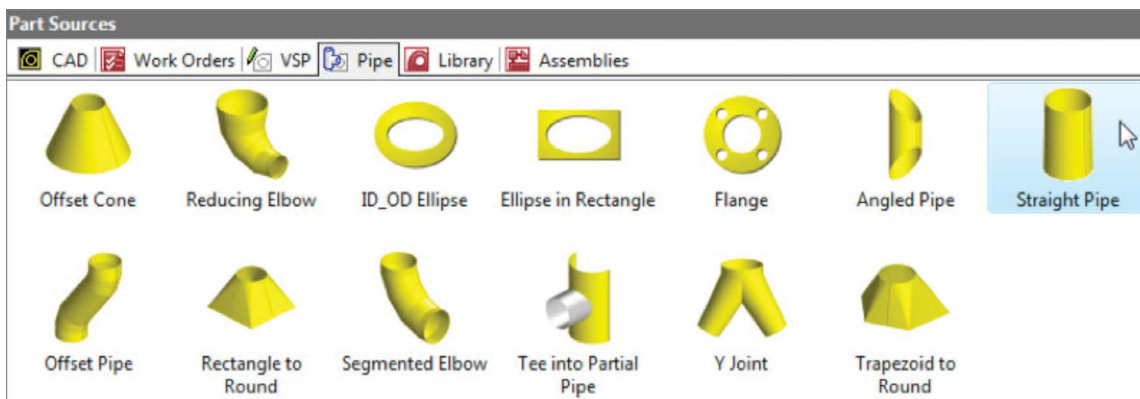 Part Sources
CAD Work Orders VSP Pipe Library Assemblies
Offset Cone Reducing Elbow ID_OD Ellipse Ellipse in Rectangle Flange Angled Pipe Straight Pipe
Offset Pipe Rectangle to Segmented Elbow Tee into Partial Y Joint Trapezoid to
Round Pipe Round